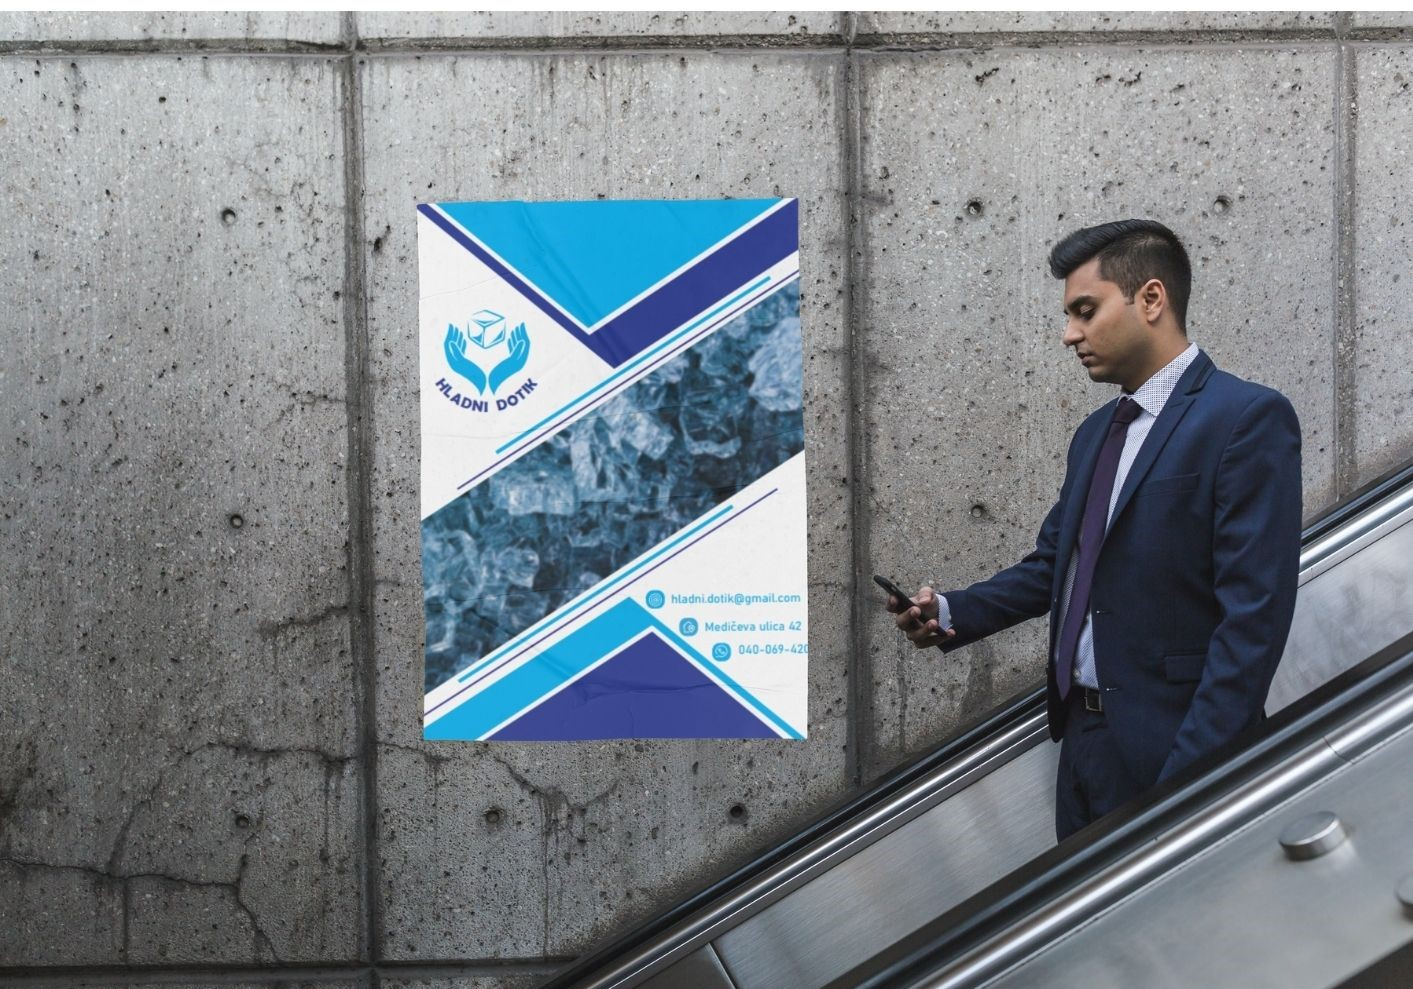 HLADNI DOTIK
hladni.dotik@gmail.com
Medičeva ulica 42
040-069-420